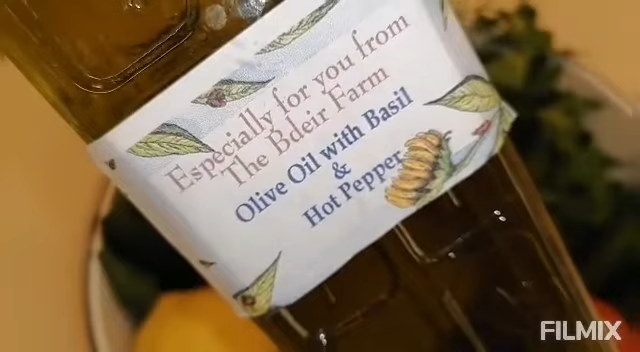 Especially for you from
The Bdeir Farm
Olive Oil with Basil
&
Hot Pepper
FILMIX